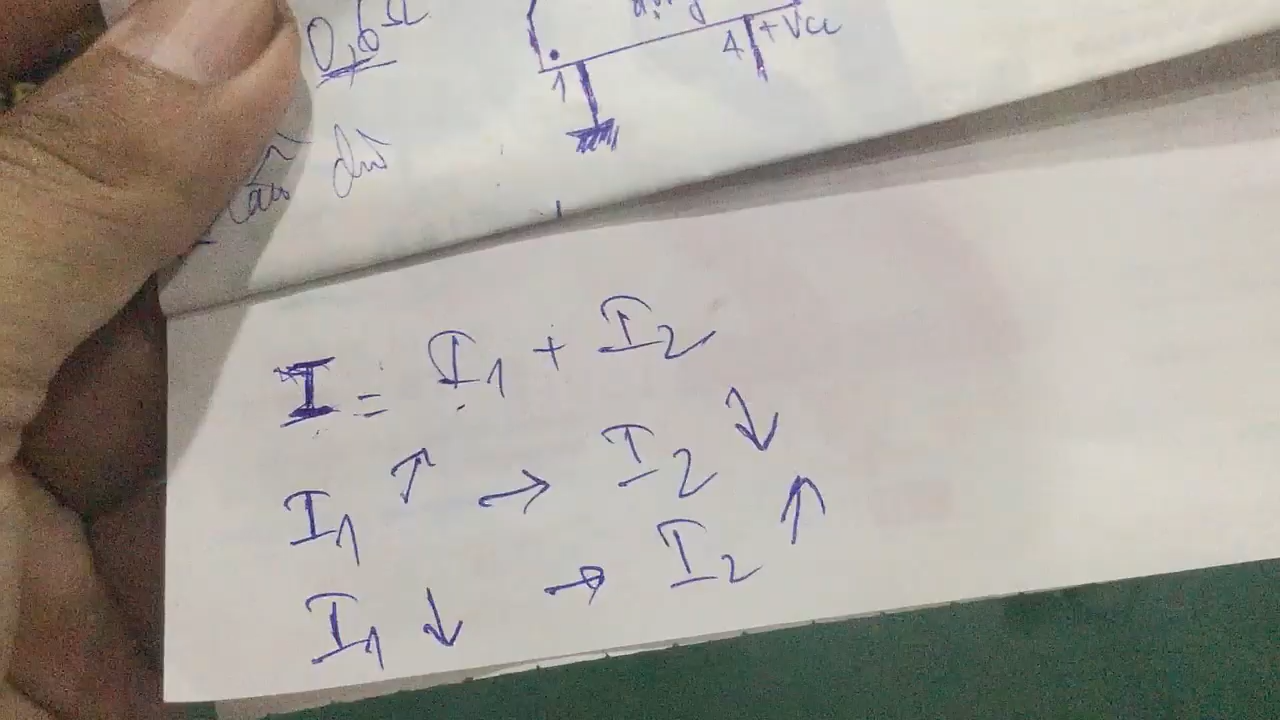 0,6Ω
4 +Vcc
1
I = I1 + I2
I1 ↑ → I2 ↓
I1 ↓ → I2 ↑